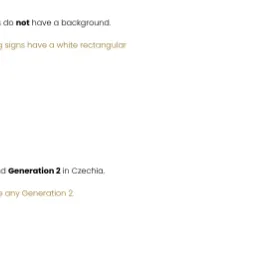 do not have a background.
signs have a white rectangular
Generation 2 in Czechia.
any Generation 2.